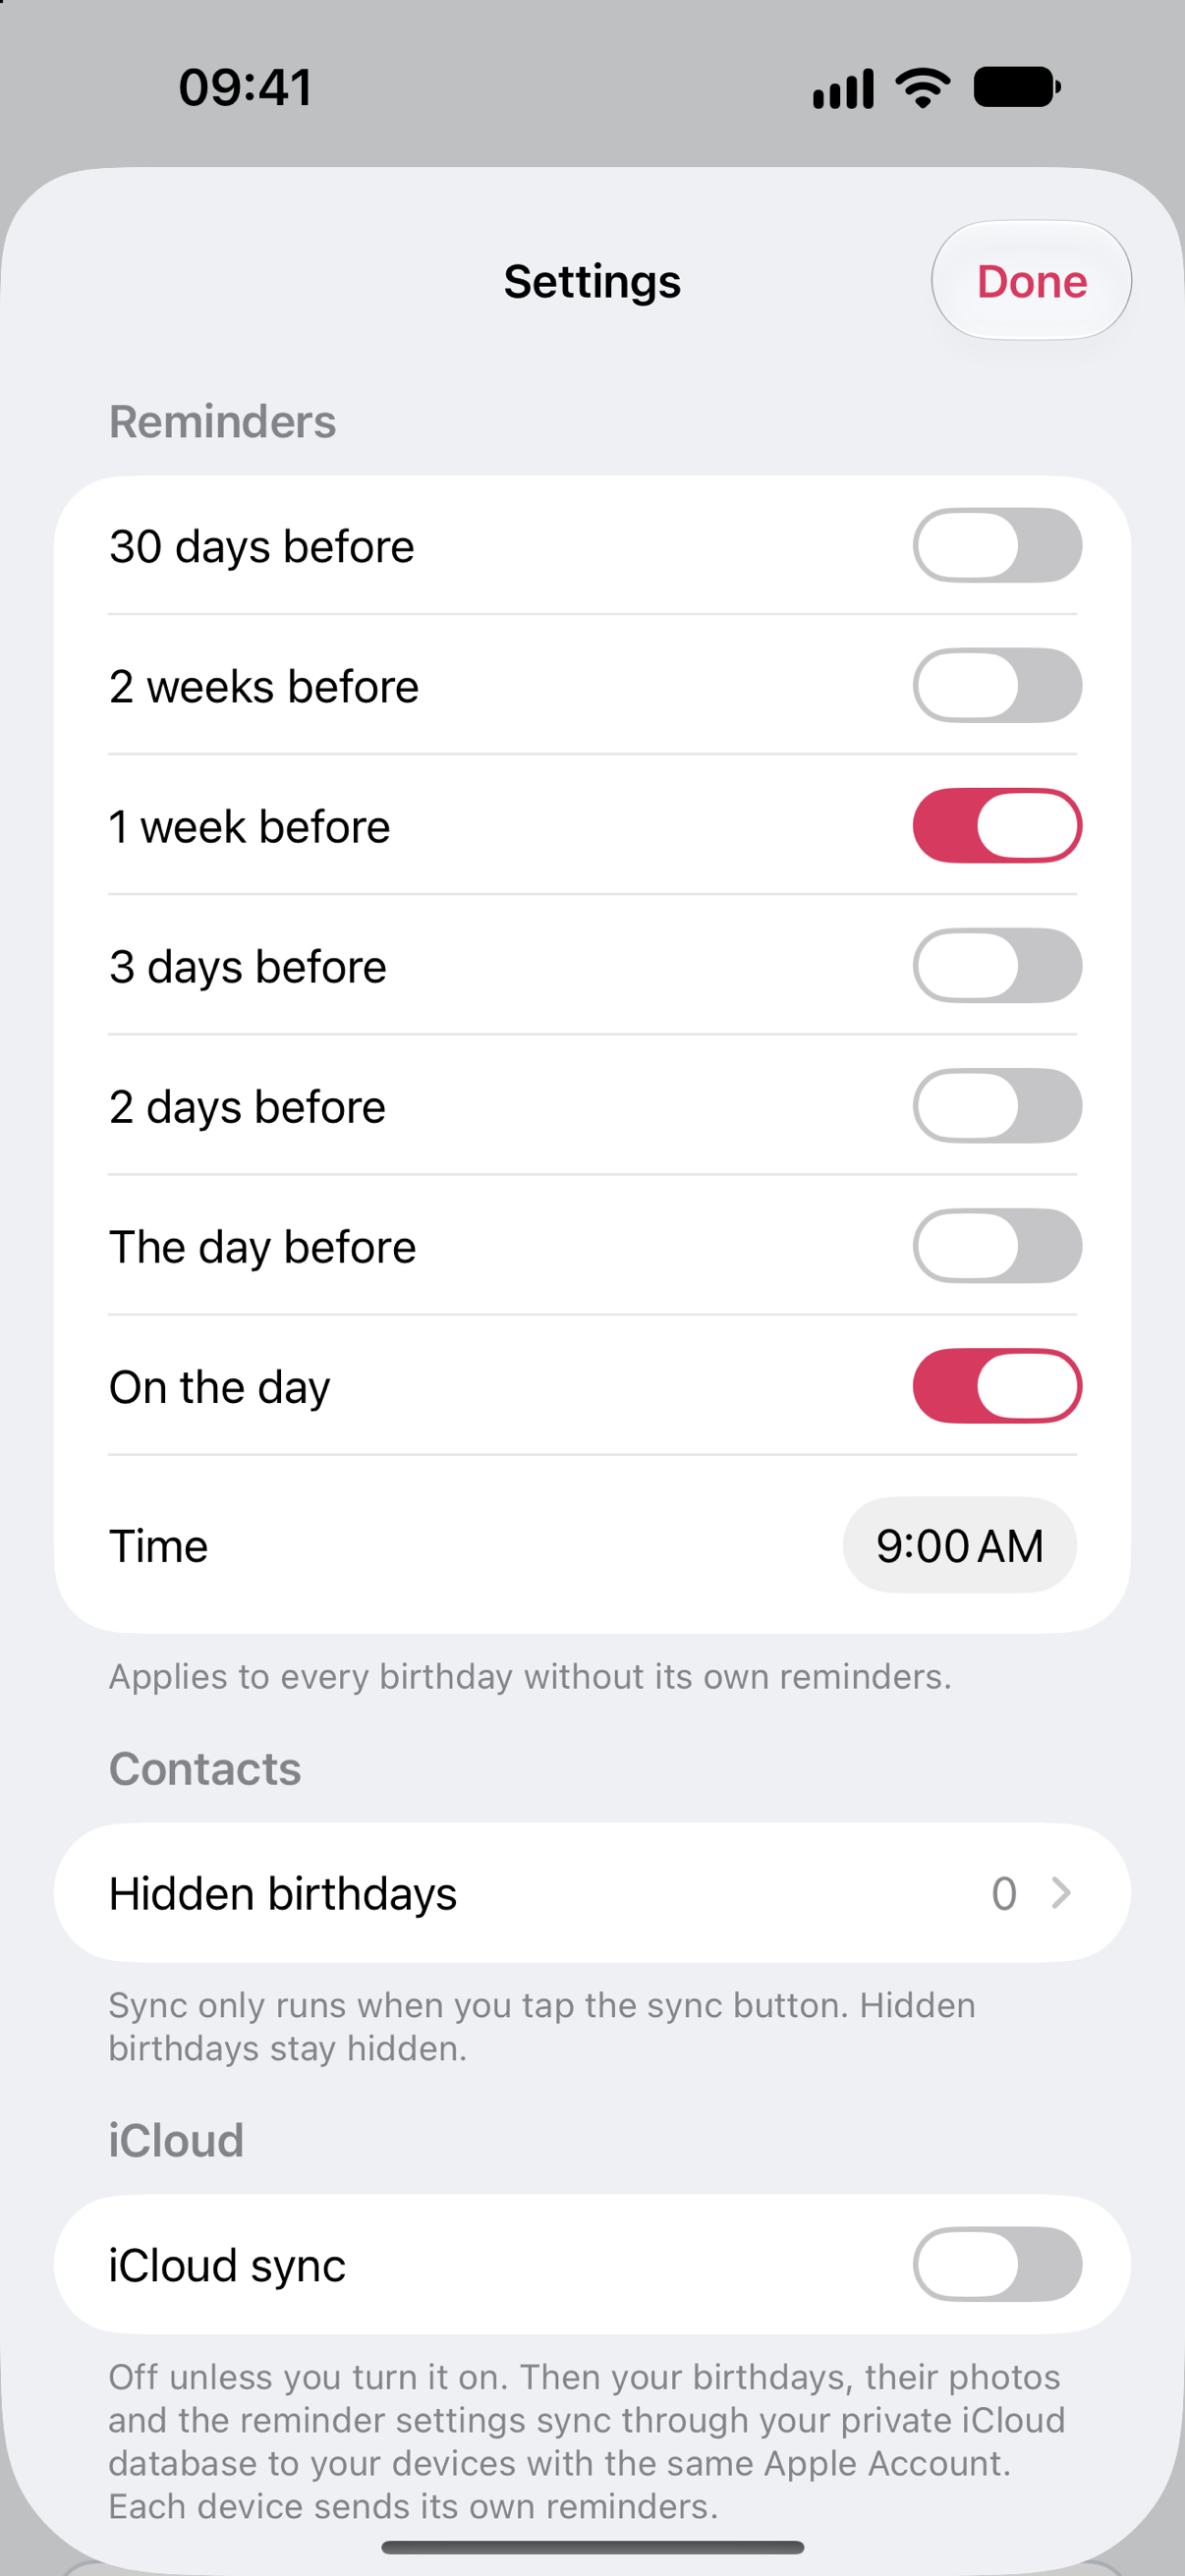 09:41
Settings
Done
Reminders
30 days before
2 weeks before
1 week before
3 days before
2 days before
The day before
On the day
Time
9:00 AM
Applies to every birthday without its own reminders.
Contacts
Hidden birthdays
0
Sync only runs when you tap the sync button. Hidden
birthdays stay hidden.
iCloud
iCloud sync
Off unless you turn it on. Then your birthdays, their photos
and the reminder settings sync through your private iCloud
database to your devices with the same Apple Account.
Each device sends its own reminders.